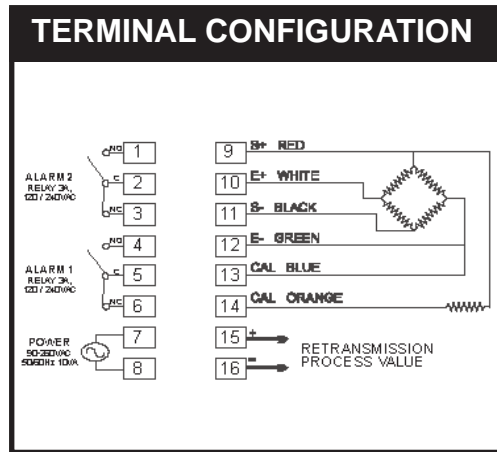 TERMINAL CONFIGURATION
NO 1
ALARM 2
RELAY 3A,
120 / 240VAC
C 2
NC 3
NO 4
ALARM 1
RELAY 3A,
120 / 240VAC
C 5
NC 6
POWER
90-260VAC
50/60Hz 10VA
7
8
9 S+ RED
10 E+ WHITE
11 S- BLACK
12 E- GREEN
13 CAL BLUE
14 CAL ORANGE
15 +
16 -
RETRANSMISSION
PROCESS VALUE